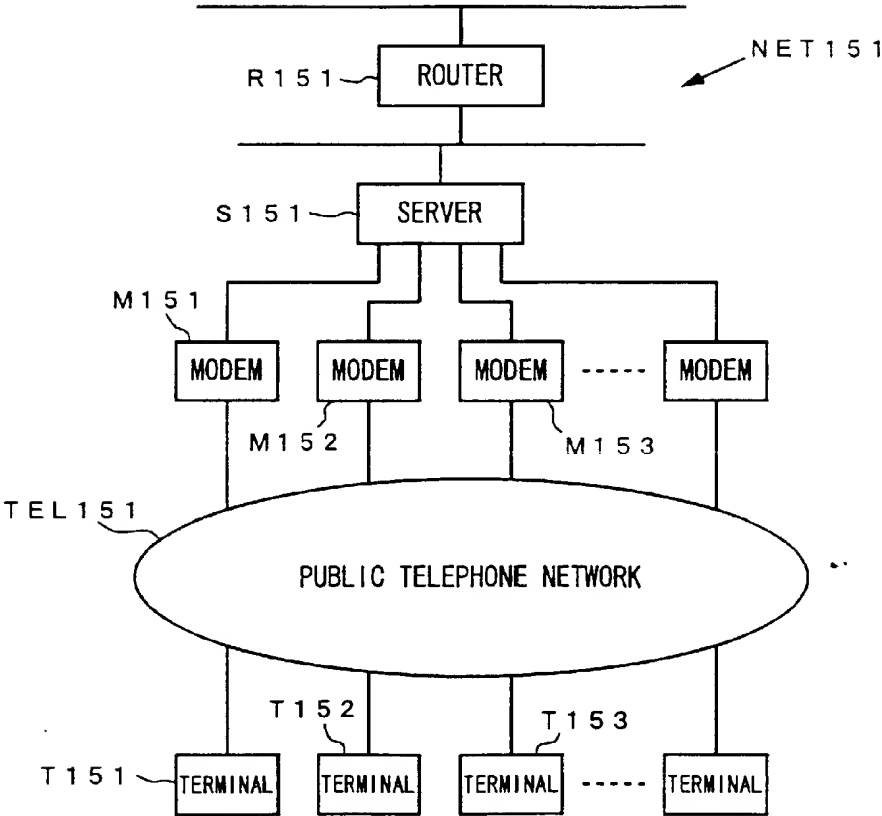 NET151
R151
ROUTER
S151
SERVER
M151
MODEM
MODEM
MODEM
MODEM
M152
M153
TEL151
PUBLIC TELEPHONE NETWORK
T152
T153
T151
TERMINAL
TERMINAL
TERMINAL
TERMINAL